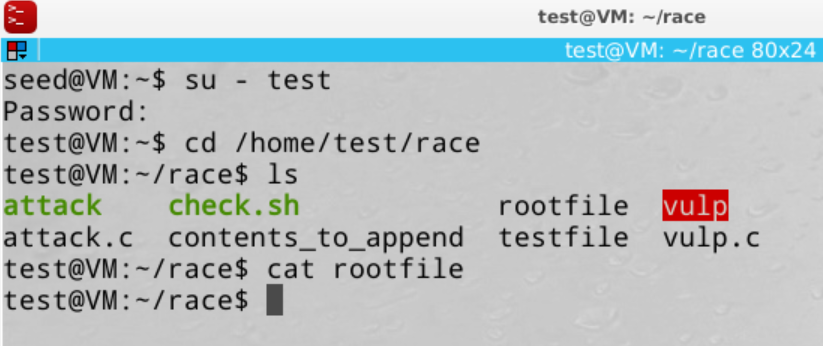 test@VM: ~/race
test@VM: ~/race 80x24
seed@VM:~$ su - test
Password:
test@VM:~$ cd /home/test/race
test@VM:~/race$ ls
attack    check.sh            rootfile  vulp
attack.c  contents_to_append  testfile  vulp.c
test@VM:~/race$ cat rootfile
test@VM:~/race$